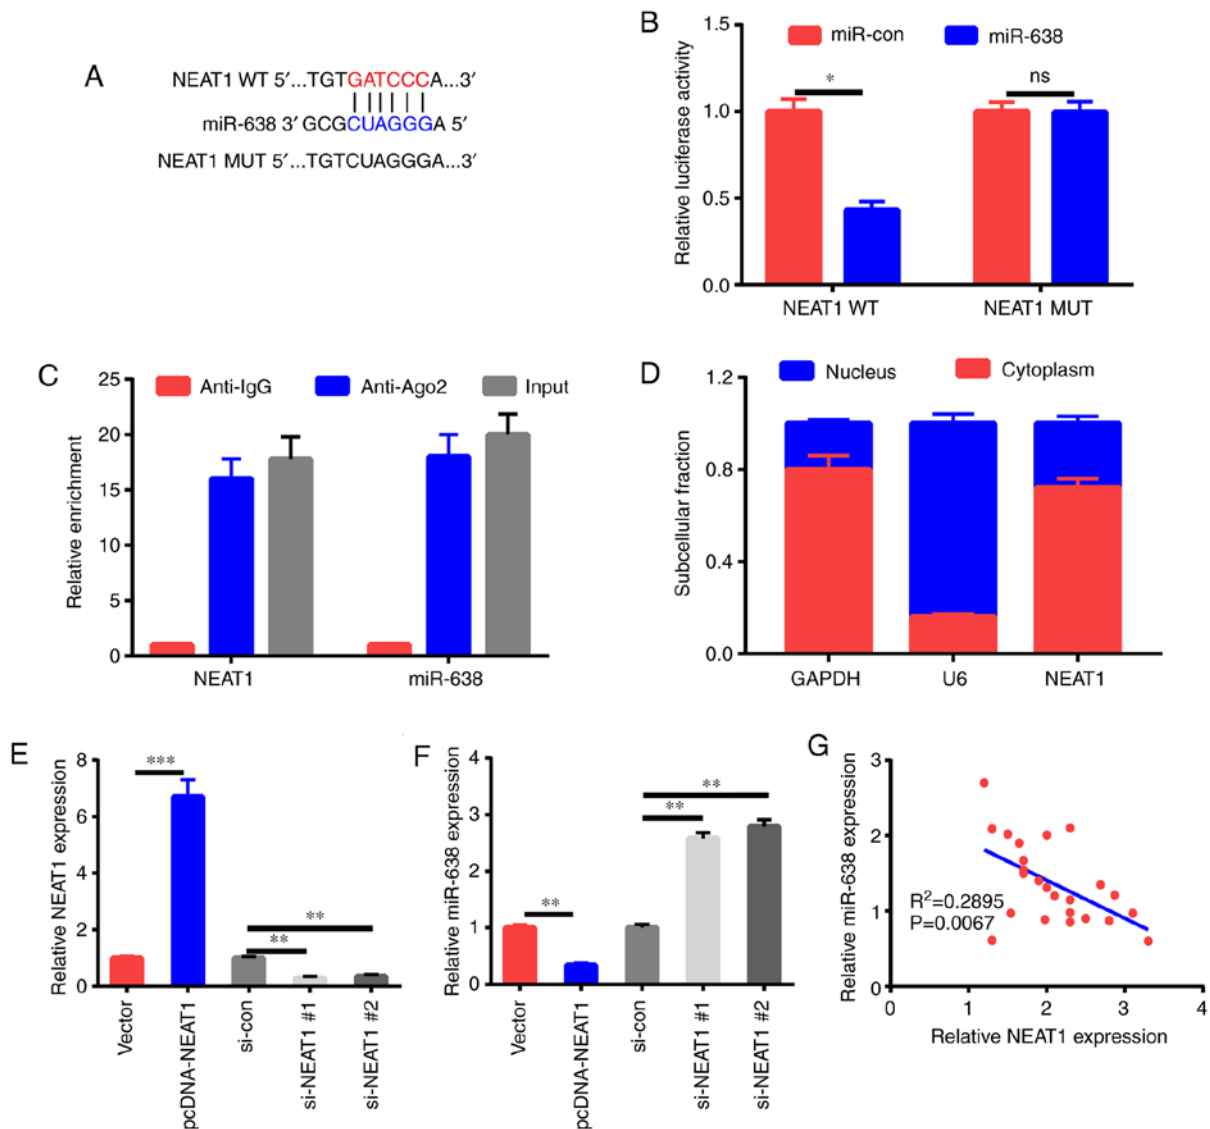 A
NEAT1 WT 5′...TGTGATCCCA...3′
miR-638 3′ GCGCUAGGGA 5′
NEAT1 MUT 5′...TGTCUAGGGA...3′
B
miR-con
miR-638
Relative luciferase activity
1.5
1.0
0.5
0.0
*
ns
NEAT1 WT
NEAT1 MUT
C
Anti-IgG
Anti-Ago2
Input
Relative enrichment
25
20
15
10
5
0
NEAT1
miR-638
D
Nucleus
Cytoplasm
Subcellular fraction
1.2
0.8
0.4
0.0
GAPDH
U6
NEAT1
E
Relative NEAT1 expression
8
6
4
2
0
***
**
**
Vector
pcDNA-NEAT1
si-con
si-NEAT1 #1
si-NEAT1 #2
F
Relative miR-638 expression
4
3
2
1
0
**
**
**
Vector
pcDNA-NEAT1
si-con
si-NEAT1 #1
si-NEAT1 #2
G
Relative miR-638 expression
3
2
1
0
R²=0.2895
P=0.0067
0
1
2
3
4
Relative NEAT1 expression